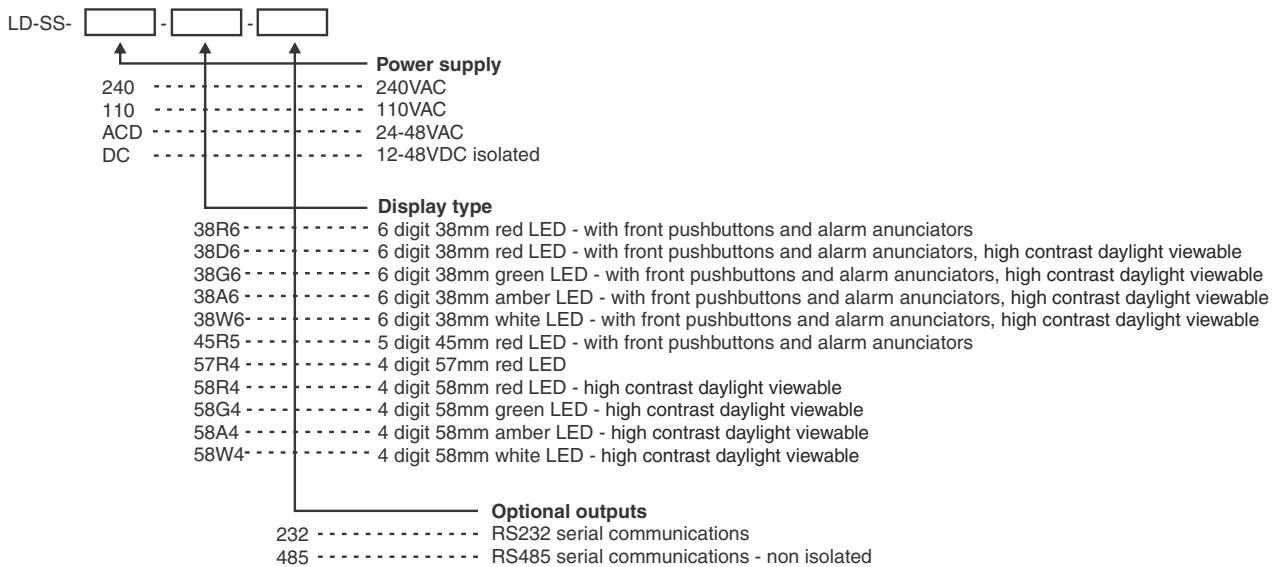 LD-SS- - -
Power supply
240 240VAC
110 110VAC
ACD 24-48VAC
DC 12-48VDC isolated
Display type
38R6 6 digit 38mm red LED - with front pushbuttons and alarm anunciators
38D6 6 digit 38mm red LED - with front pushbuttons and alarm anunciators, high contrast daylight viewable
38G6 6 digit 38mm green LED - with front pushbuttons and alarm anunciators, high contrast daylight viewable
38A6 6 digit 38mm amber LED - with front pushbuttons and alarm anunciators, high contrast daylight viewable
38W6 6 digit 38mm white LED - with front pushbuttons and alarm anunciators, high contrast daylight viewable
45R5 5 digit 45mm red LED - with front pushbuttons and alarm anunciators
57R4 4 digit 57mm red LED
58R4 4 digit 58mm red LED - high contrast daylight viewable
58G4 4 digit 58mm green LED - high contrast daylight viewable
58A4 4 digit 58mm amber LED - high contrast daylight viewable
58W4 4 digit 58mm white LED - high contrast daylight viewable
Optional outputs
232 RS232 serial communications
485 RS485 serial communications - non isolated